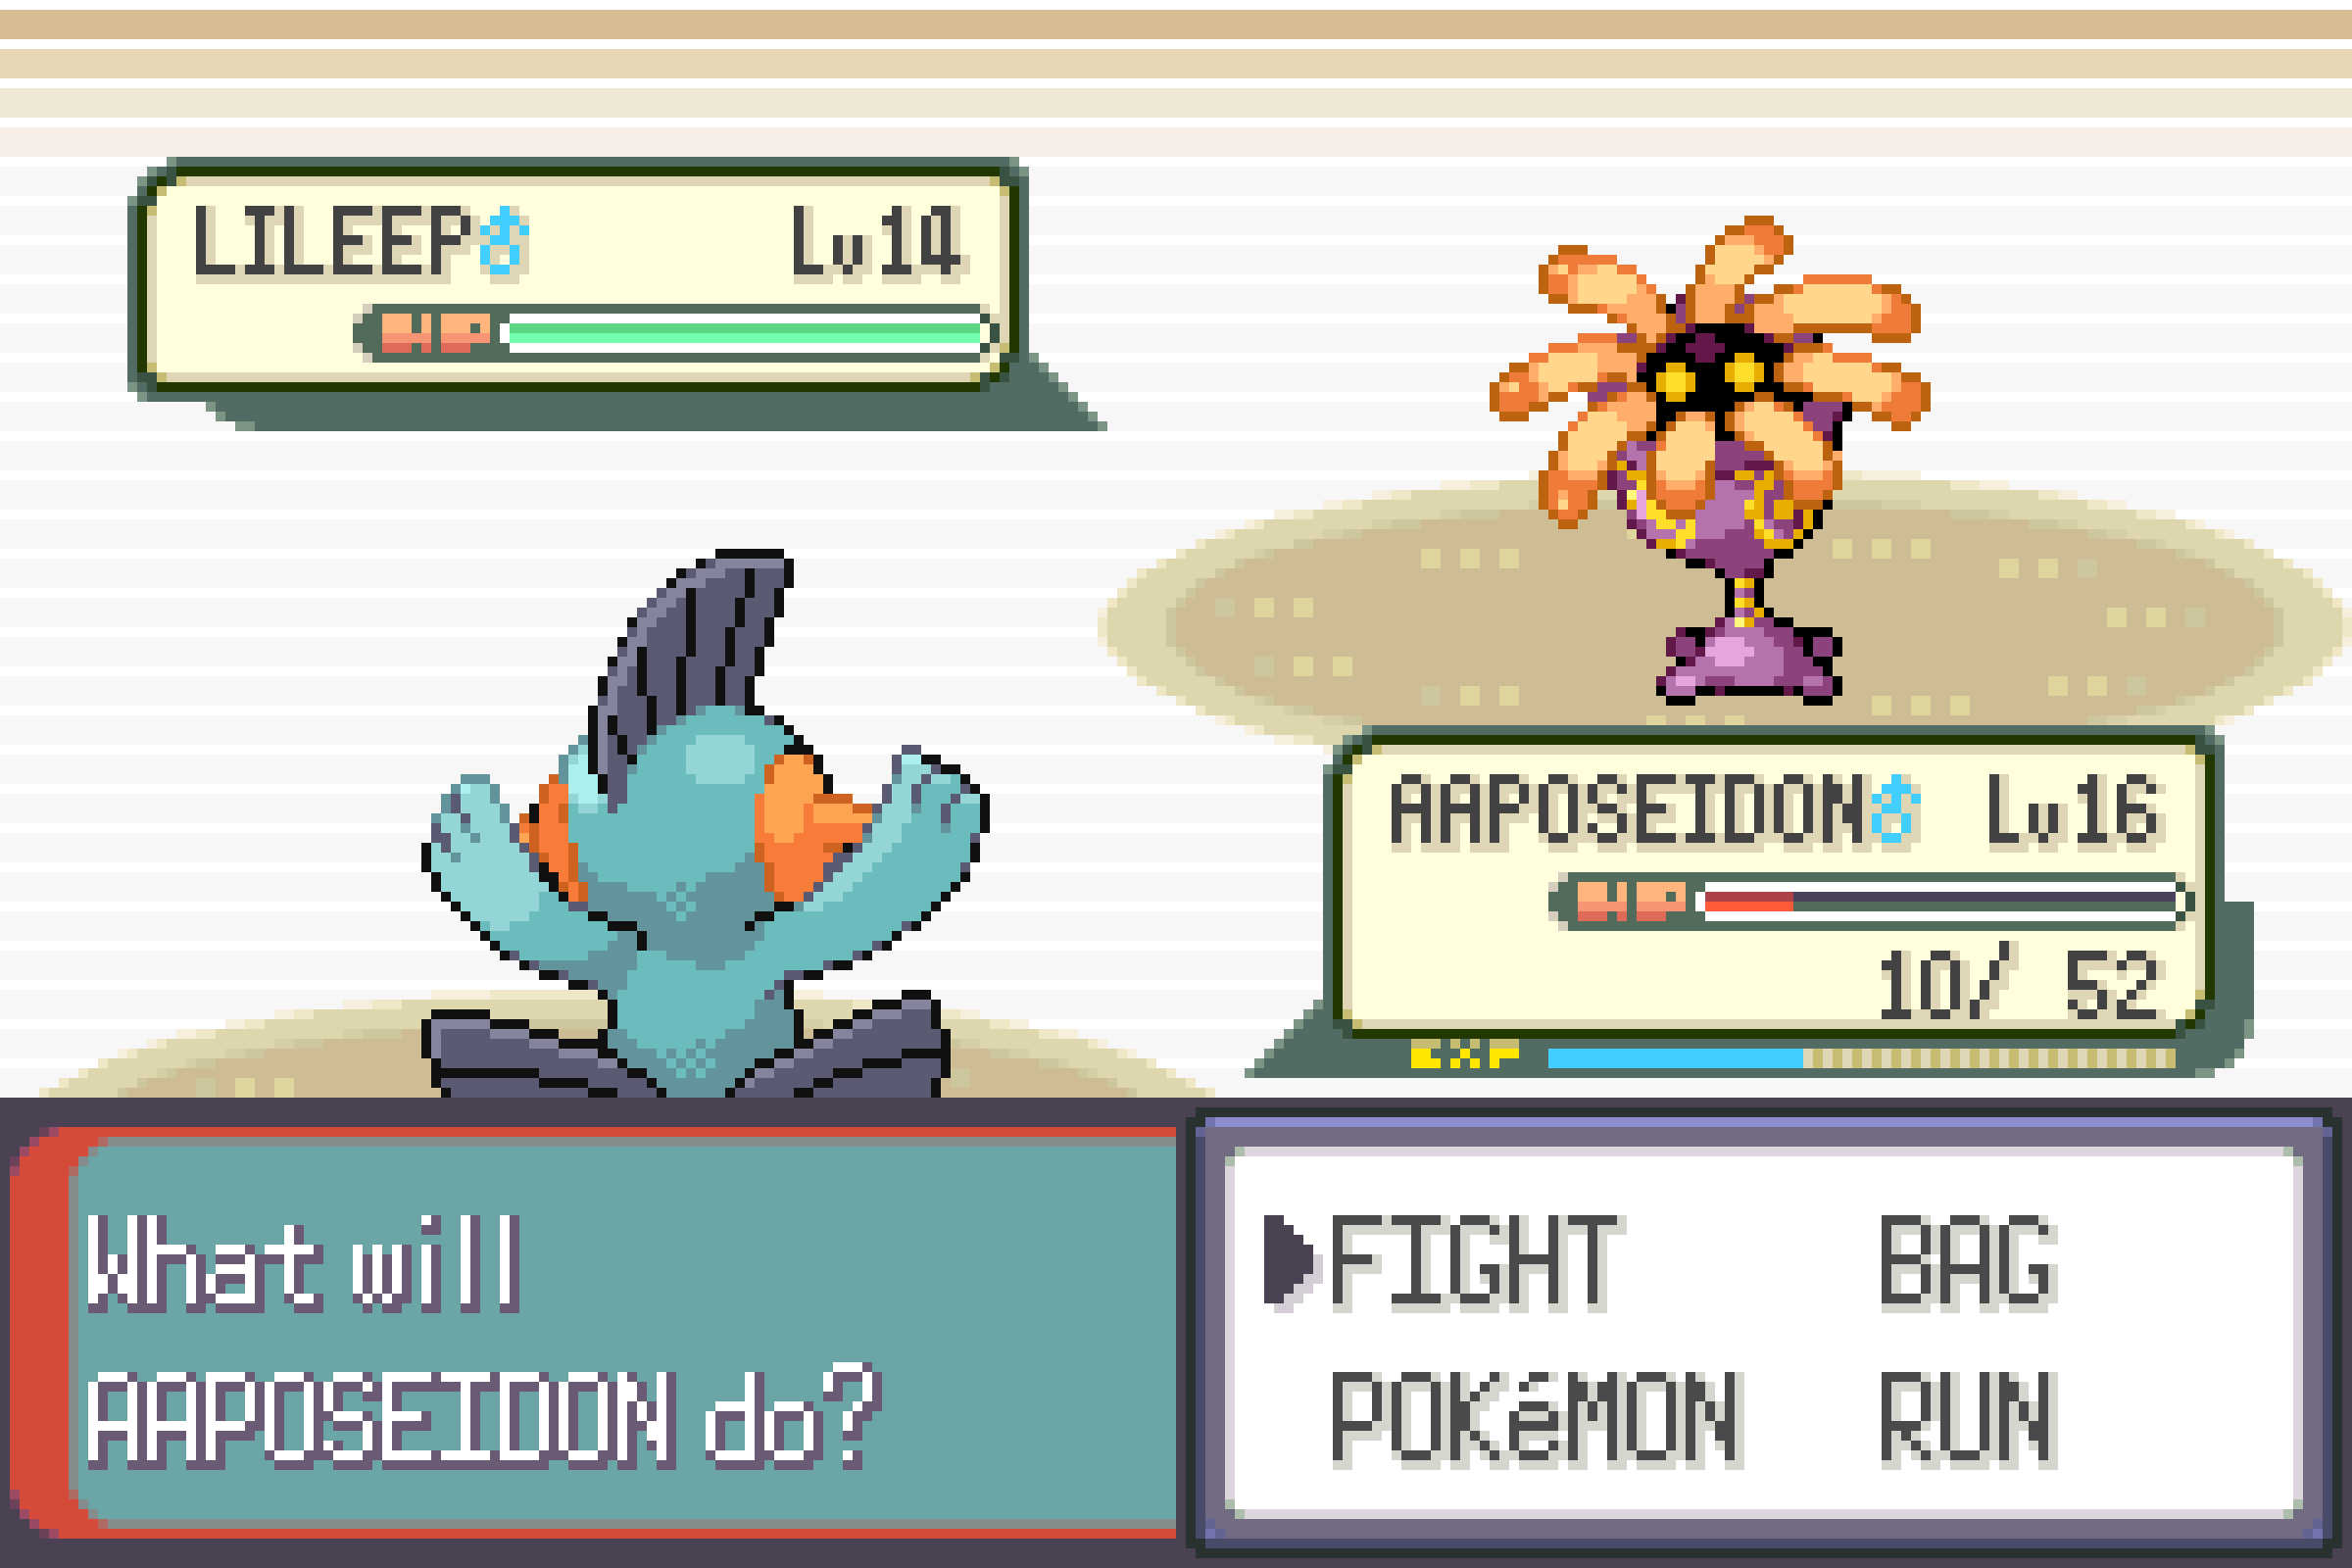 LILEEP♂ Lv14
HP
AAPOSEIDON♂ Lv16
HP
10/ 52
EXP
What will
AAPOSEIDON do?
FIGHT BAG
POKéMON RUN